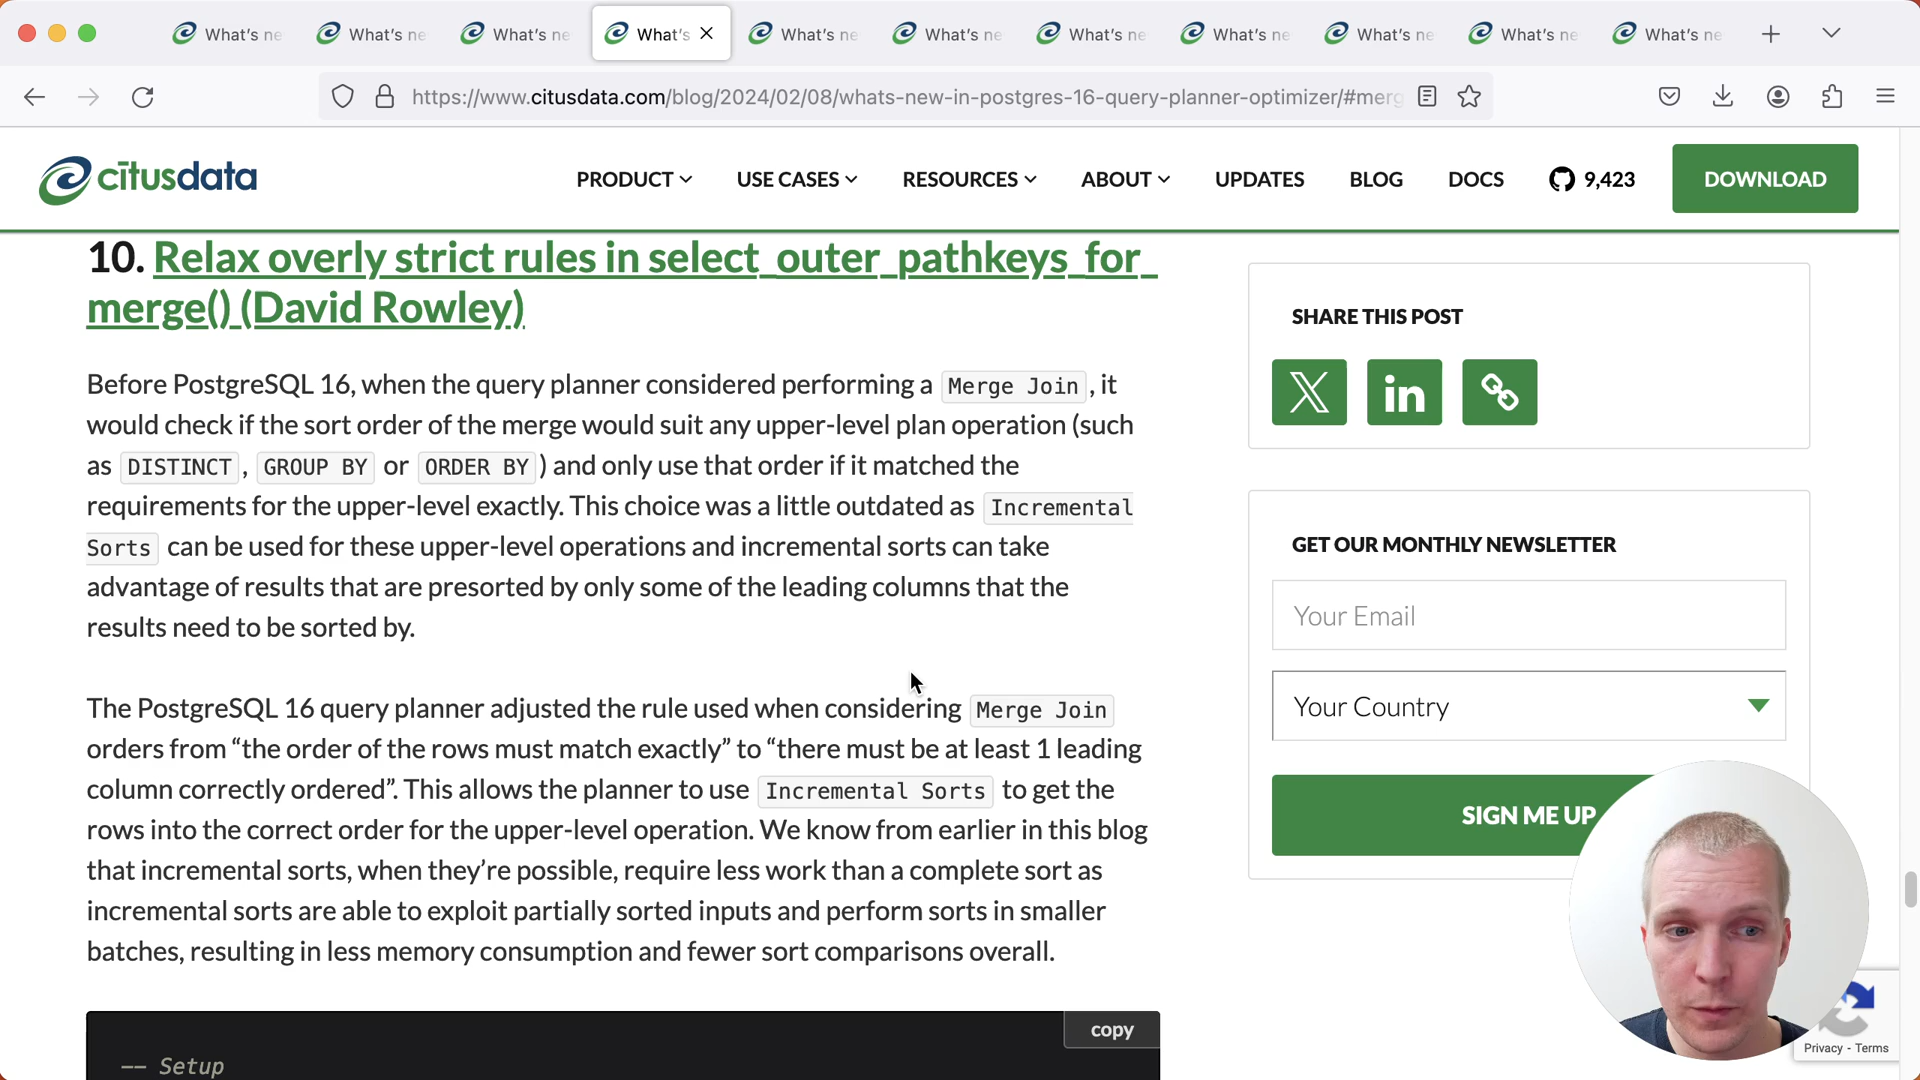 What's ne
What's ne
What's ne
What's
What's ne
What's ne
What's ne
What's ne
What's ne
What's ne
What's ne
https://www.citusdata.com/blog/2024/02/08/whats-new-in-postgres-16-query-planner-optimizer/#merg
citusdata
PRODUCT
USE CASES
RESOURCES
ABOUT
UPDATES
BLOG
DOCS
9,423
DOWNLOAD
10. Relax overly strict rules in select_outer_pathkeys_for_
merge() (David Rowley)
Before PostgreSQL 16, when the query planner considered performing a Merge Join, it
would check if the sort order of the merge would suit any upper-level plan operation (such
as DISTINCT, GROUP BY or ORDER BY) and only use that order if it matched the
requirements for the upper-level exactly. This choice was a little outdated as Incremental
Sorts can be used for these upper-level operations and incremental sorts can take
advantage of results that are presorted by only some of the leading columns that the
results need to be sorted by.
The PostgreSQL 16 query planner adjusted the rule used when considering Merge Join
orders from “the order of the rows must match exactly” to “there must be at least 1 leading
column correctly ordered”. This allows the planner to use Incremental Sorts to get the
rows into the correct order for the upper-level operation. We know from earlier in this blog
that incremental sorts, when they’re possible, require less work than a complete sort as
incremental sorts are able to exploit partially sorted inputs and perform sorts in smaller
batches, resulting in less memory consumption and fewer sort comparisons overall.
copy
-- Setup
SHARE THIS POST
GET OUR MONTHLY NEWSLETTER
Your Email
Your Country
SIGN ME UP
Privacy - Terms